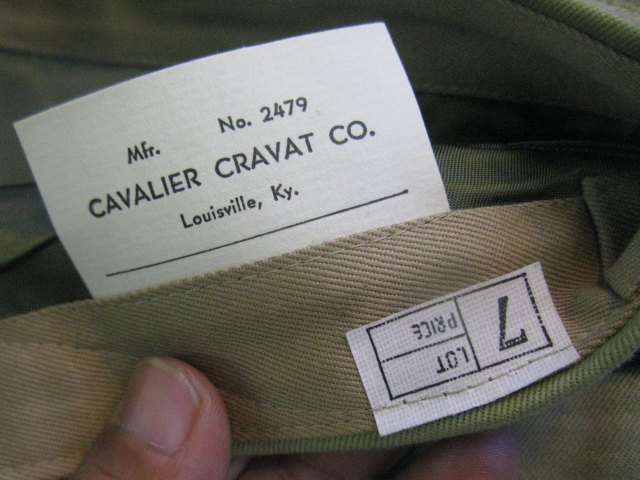 No. 2479
Mfr.
CAVALIER CRAVAT CO.
Louisville, Ky.
LOT
PRICE
7